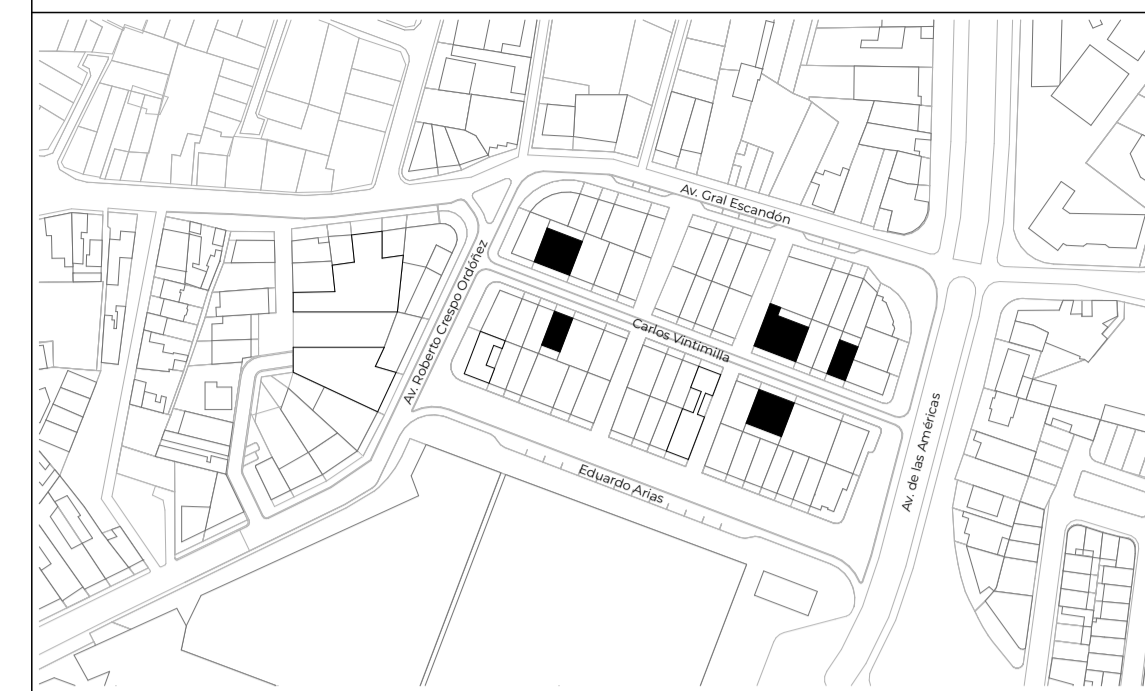 Av. Gral Escandón
Av. Roberto Crespo Ordóñez
Carlos Vintimilla
Av. de las Américas
Eduardo Arias